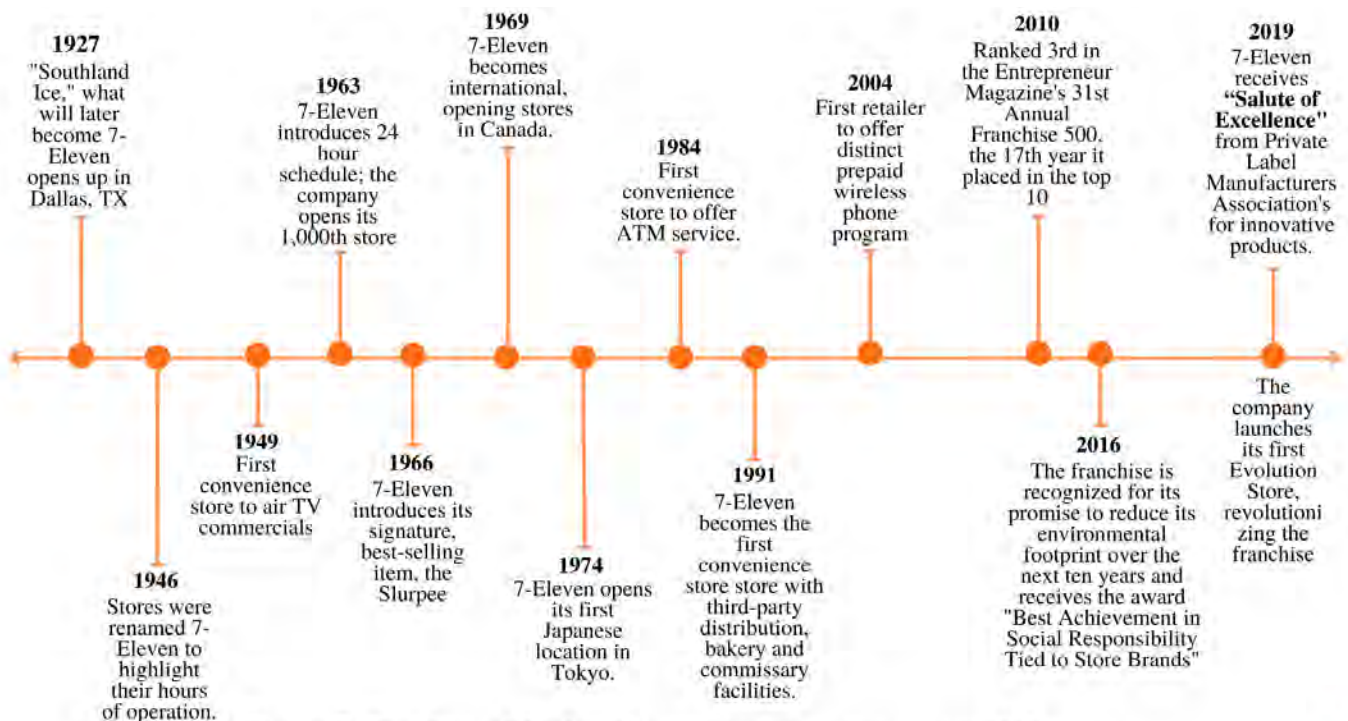 1927
"Southland
Ice," what
will later
become 7-
Eleven
opens up in
Dallas, TX
1946
Stores were
renamed 7-
Eleven to
highlight
their hours
of operation.
1949
First
convenience
store to air TV
commercials
1963
7-Eleven
introduces 24
hour
schedule; the
company
opens its
1,000th store
1966
7-Eleven
introduces its
signature,
best-selling
item, the
Slurpee
1969
7-Eleven
becomes
international,
opening stores
in Canada.
1974
7-Eleven opens
its first
Japanese
location in
Tokyo.
1984
First
convenience
store to offer
ATM service.
1991
7-Eleven
becomes the
first
convenience
store store with
third-party
distribution,
bakery and
commissary
facilities.
2004
First retailer
to offer
distinct
prepaid
wireless
phone
program
2010
Ranked 3rd in
the Entrepreneur
Magazine's 31st
Annual
Franchise 500.
the 17th year it
placed in the top
10
2016
The franchise is
recognized for its
promise to reduce its
environmental
footprint over the
next ten years and
receives the award
"Best Achievement in
Social Responsibility
Tied to Store Brands"
2019
7-Eleven
receives
“Salute of
Excellence"
from Private
Label
Manufacturers
Association's
for innovative
products.
The
company
launches
its first
Evolution
Store,
revolutioni
zing the
franchise